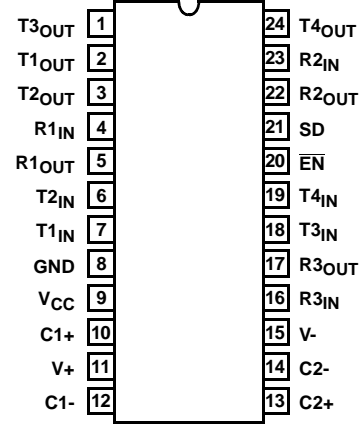 T3OUT 1 24 T4OUT
T1OUT 2 23 R2IN
T2OUT 3 22 R2OUT
R1IN 4 21 SD
R1OUT 5 20 E̅N̅
T2IN 6 19 T4IN
T1IN 7 18 T3IN
GND 8 17 R3OUT
VCC 9 16 R3IN
C1+ 10 15 V-
V+ 11 14 C2-
C1- 12 13 C2+